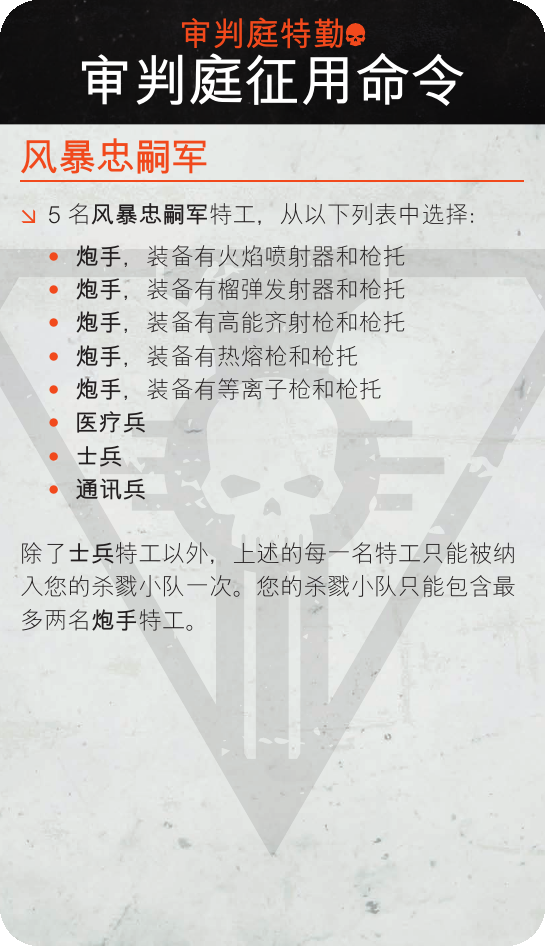 审判庭特勤
审判庭征用命令
风暴忠嗣军
5 名风暴忠嗣军特工，从以下列表中选择：
• 炮手，装备有火焰喷射器和枪托
• 炮手，装备有榴弹发射器和枪托
• 炮手，装备有高能齐射枪和枪托
• 炮手，装备有热熔枪和枪托
• 炮手，装备有等离子枪和枪托
• 医疗兵
• 士兵
• 通讯兵
除了士兵特工以外，上述的每一名特工只能被纳
入您的杀戮小队一次。您的杀戮小队只能包含最
多两名炮手特工。